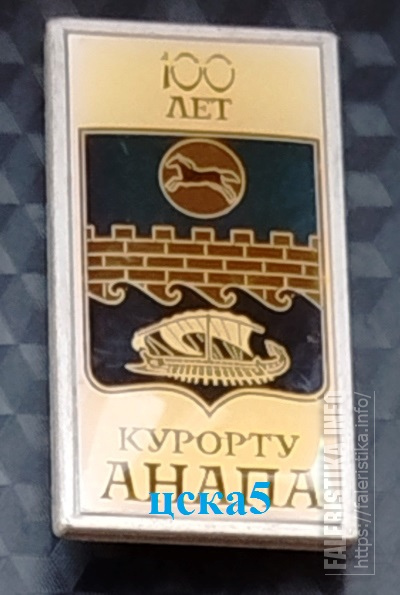 100
ЛЕТ
КУРОРТУ
АНАПА
цска5
FALERISTIKA.INFO
https://faleristika.info/